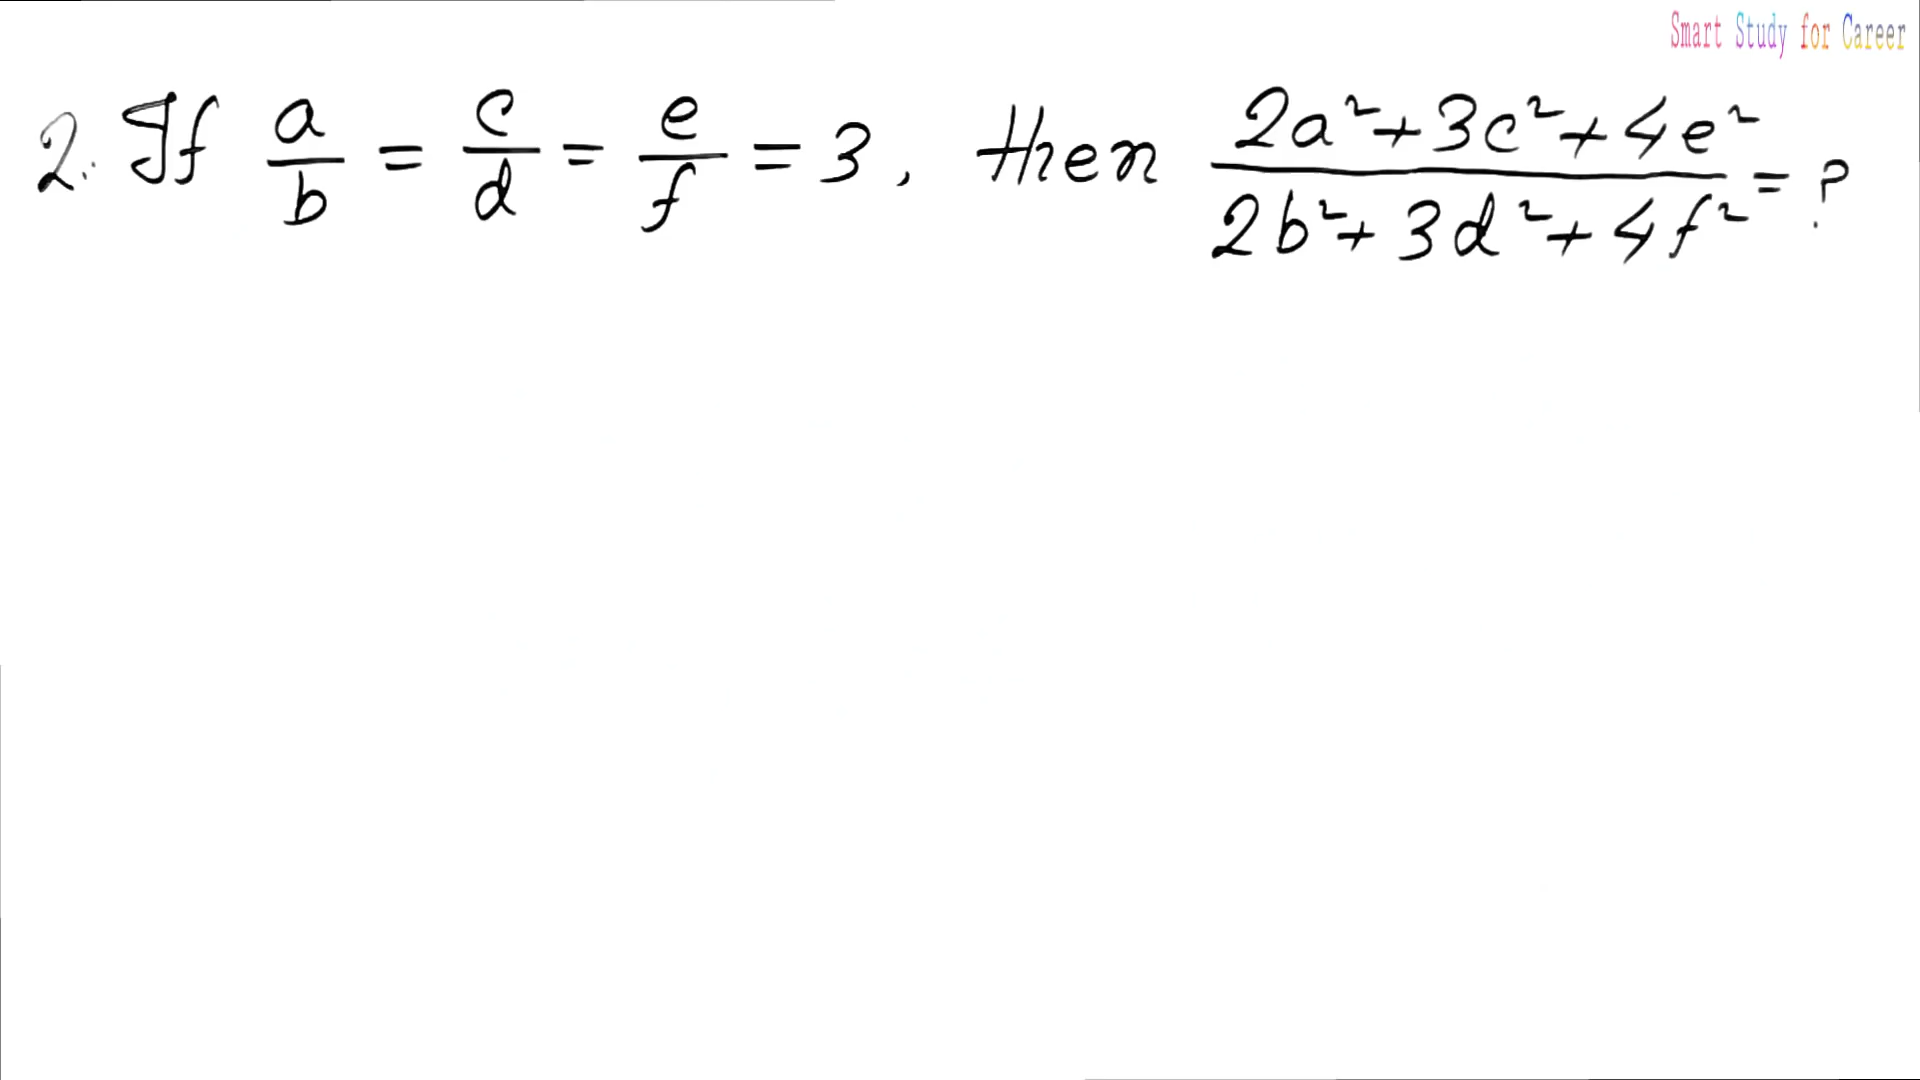 Smart Study for Career
2. If a/b = c/d = e/f = 3, then (2a²+3c²+4e²)/(2b²+3d²+4f²) = ?